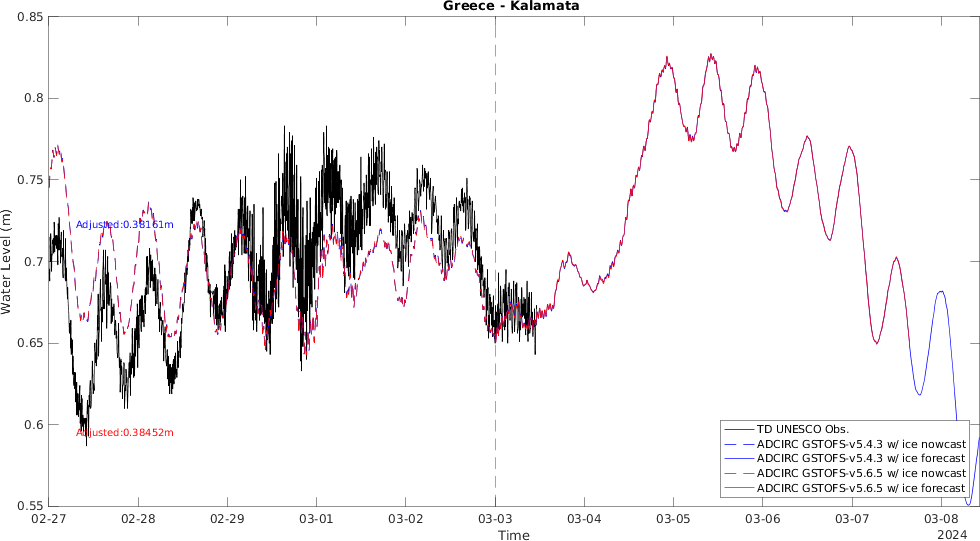 Greece - Kalamata
0.85
0.8
0.75
0.7
0.65
0.6
0.55
Water Level (m)
Adjusted:0.38161m
Adjusted:0.38452m
TD UNESCO Obs.
ADCIRC GSTOFS-v5.4.3 w/ ice nowcast
ADCIRC GSTOFS-v5.4.3 w/ ice forecast
ADCIRC GSTOFS-v5.6.5 w/ ice nowcast
ADCIRC GSTOFS-v5.6.5 w/ ice forecast
02-27 02-28 02-29 03-01 03-02 03-03 03-04 03-05 03-06 03-07 03-08
Time
2024